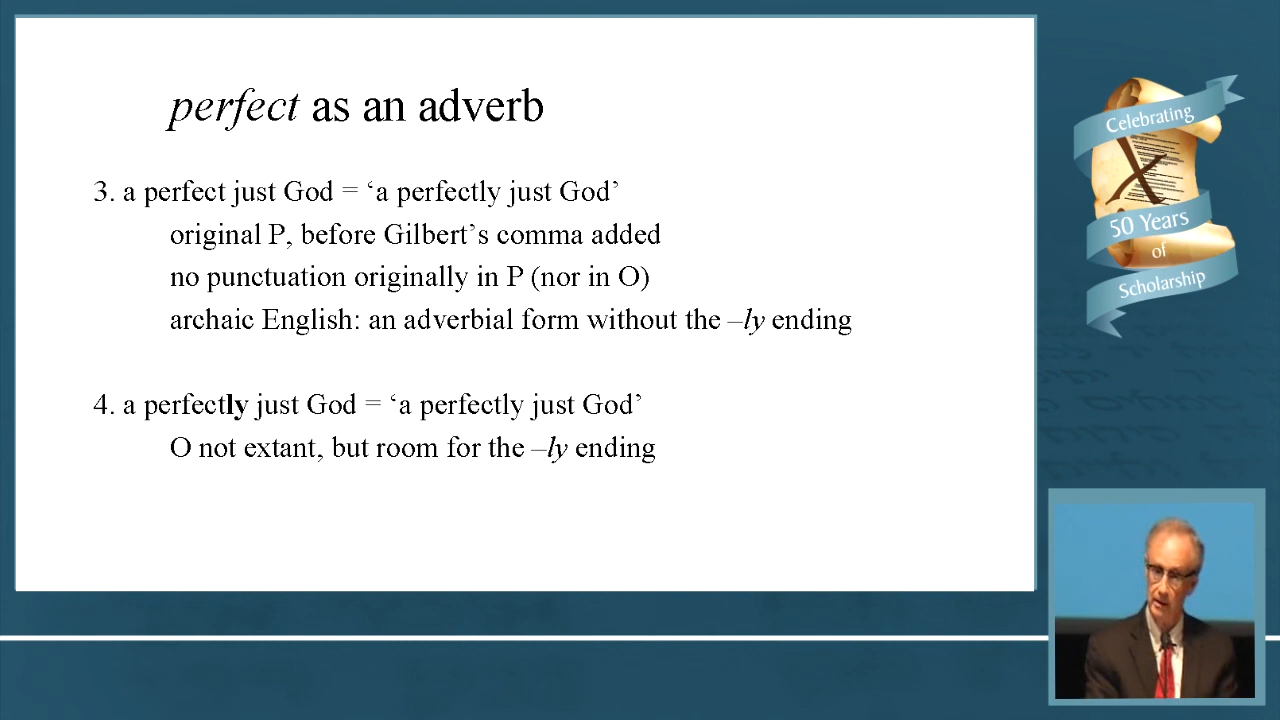 perfect as an adverb
3. a perfect just God = ‘a perfectly just God’
original P, before Gilbert’s comma added
no punctuation originally in P (nor in O)
archaic English: an adverbial form without the –ly ending
4. a perfectly just God = ‘a perfectly just God’
O not extant, but room for the –ly ending
Celebrating
50 Years
of
Scholarship